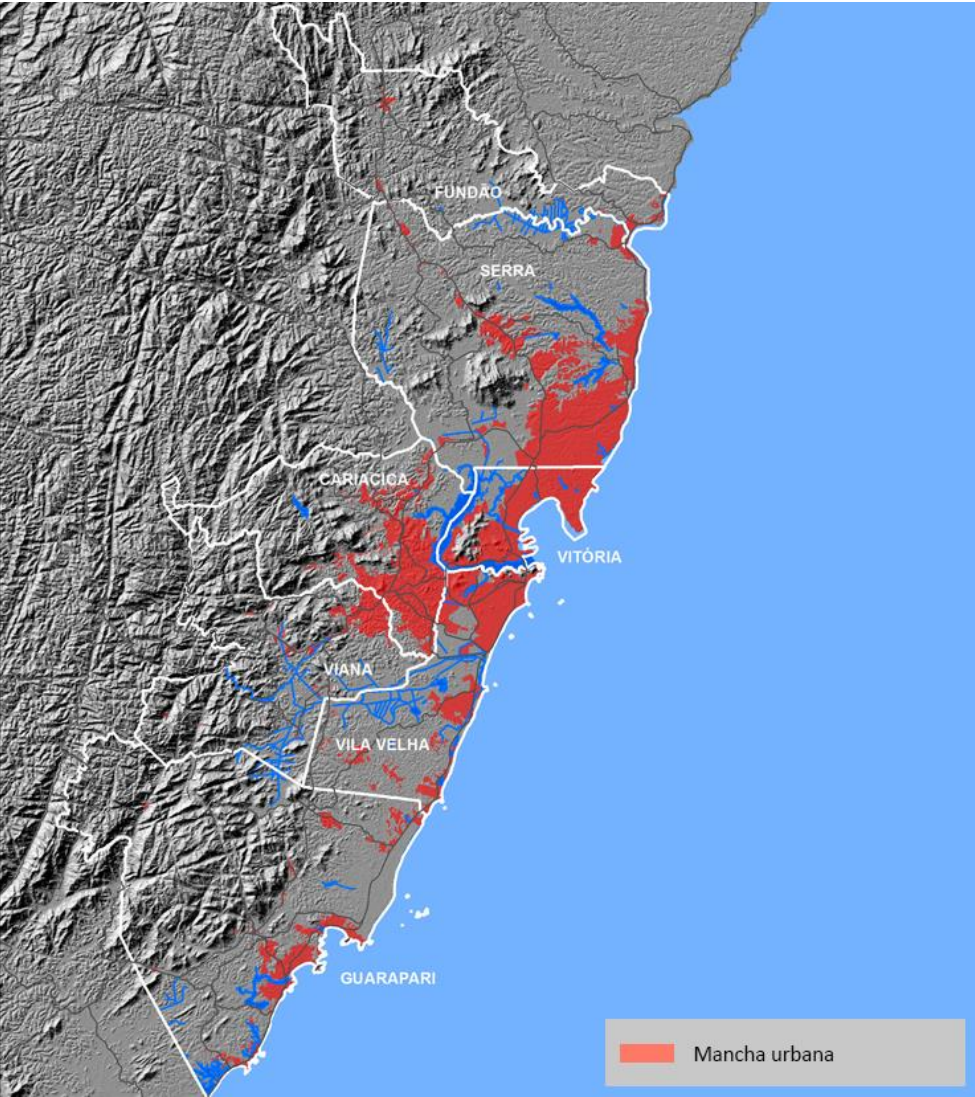 FUNDÃO
SERRA
CARIACICA
VITÓRIA
VIANA
VILA VELHA
GUARAPARI
Mancha urbana